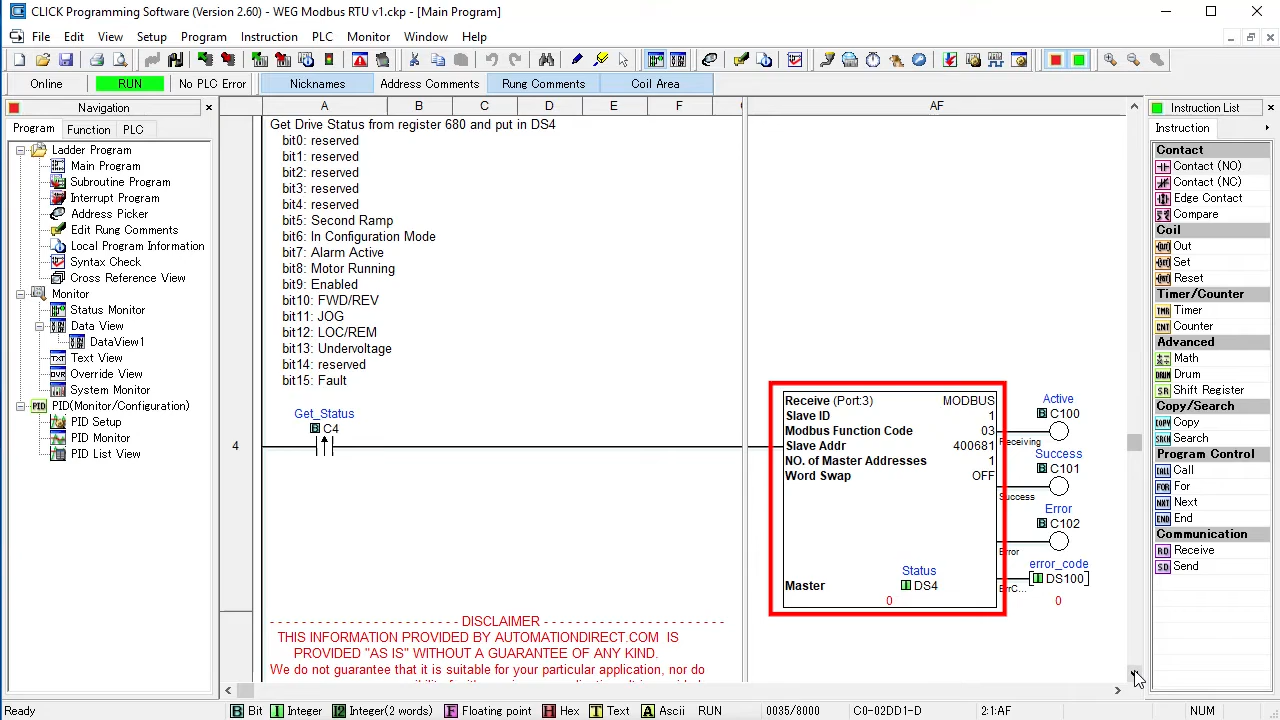 CLICK Programming Software (Version 2.60) - WEG Modbus RTU v1.ckp - [Main Program]
File Edit View Setup Program Instruction PLC Monitor Window Help
Online RUN No PLC Error Nicknames Address Comments Rung Comments Coil Area
Navigation
Program Function PLC
Ladder Program
Main Program
Subroutine Program
Interrupt Program
Address Picker
Edit Rung Comments
Local Program Information
Syntax Check
Cross Reference View
Monitor
Status Monitor
Data View
DataView1
Text View
Override View
System Monitor
PID(Monitor/Configuration)
PID Setup
PID Monitor
PID List View
A B C D E F AF
Get Drive Status from register 680 and put in DS4
bit0: reserved
bit1: reserved
bit2: reserved
bit3: reserved
bit4: reserved
bit5: Second Ramp
bit6: In Configuration Mode
bit7: Alarm Active
bit8: Motor Running
bit9: Enabled
bit10: FWD/REV
bit11: JOG
bit12: LOC/REM
bit13: Undervoltage
bit14: reserved
bit15: Fault
Get_Status
C4
4
Receive (Port:3) MODBUS
Slave ID 1
Modbus Function Code 03
Slave Addr 400681
NO. of Master Addresses 1
Word Swap OFF
Status
Master DS4
0
Active
C100
Receiving
Success
C101
Success
Error
C102
Error
error_code
DS100
ErrC...
0
- - - - - - - - - - - - - - - - - - - - - - - - DISCLAIMER - - - - - - - - - - - - - - - - - - - - - - -
THIS INFORMATION PROVIDED BY AUTOMATIONDIRECT.COM IS
PROVIDED "AS IS" WITHOUT A GUARANTEE OF ANY KIND.
We do not guarantee that it is suitable for your particular application, nor do
Instruction List
Instruction
Contact
Contact (NO)
Contact (NC)
Edge Contact
Compare
Coil
Out
Set
Reset
Timer/Counter
Timer
Counter
Advanced
Math
Drum
Shift Register
Copy/Search
Copy
Search
Program Control
Call
For
Next
End
Communication
Receive
Send
Ready Bit Integer Integer(2 words) Floating point Hex Text Ascii RUN 0035/8000 C0-02DD1-D 2:1:AF NUM